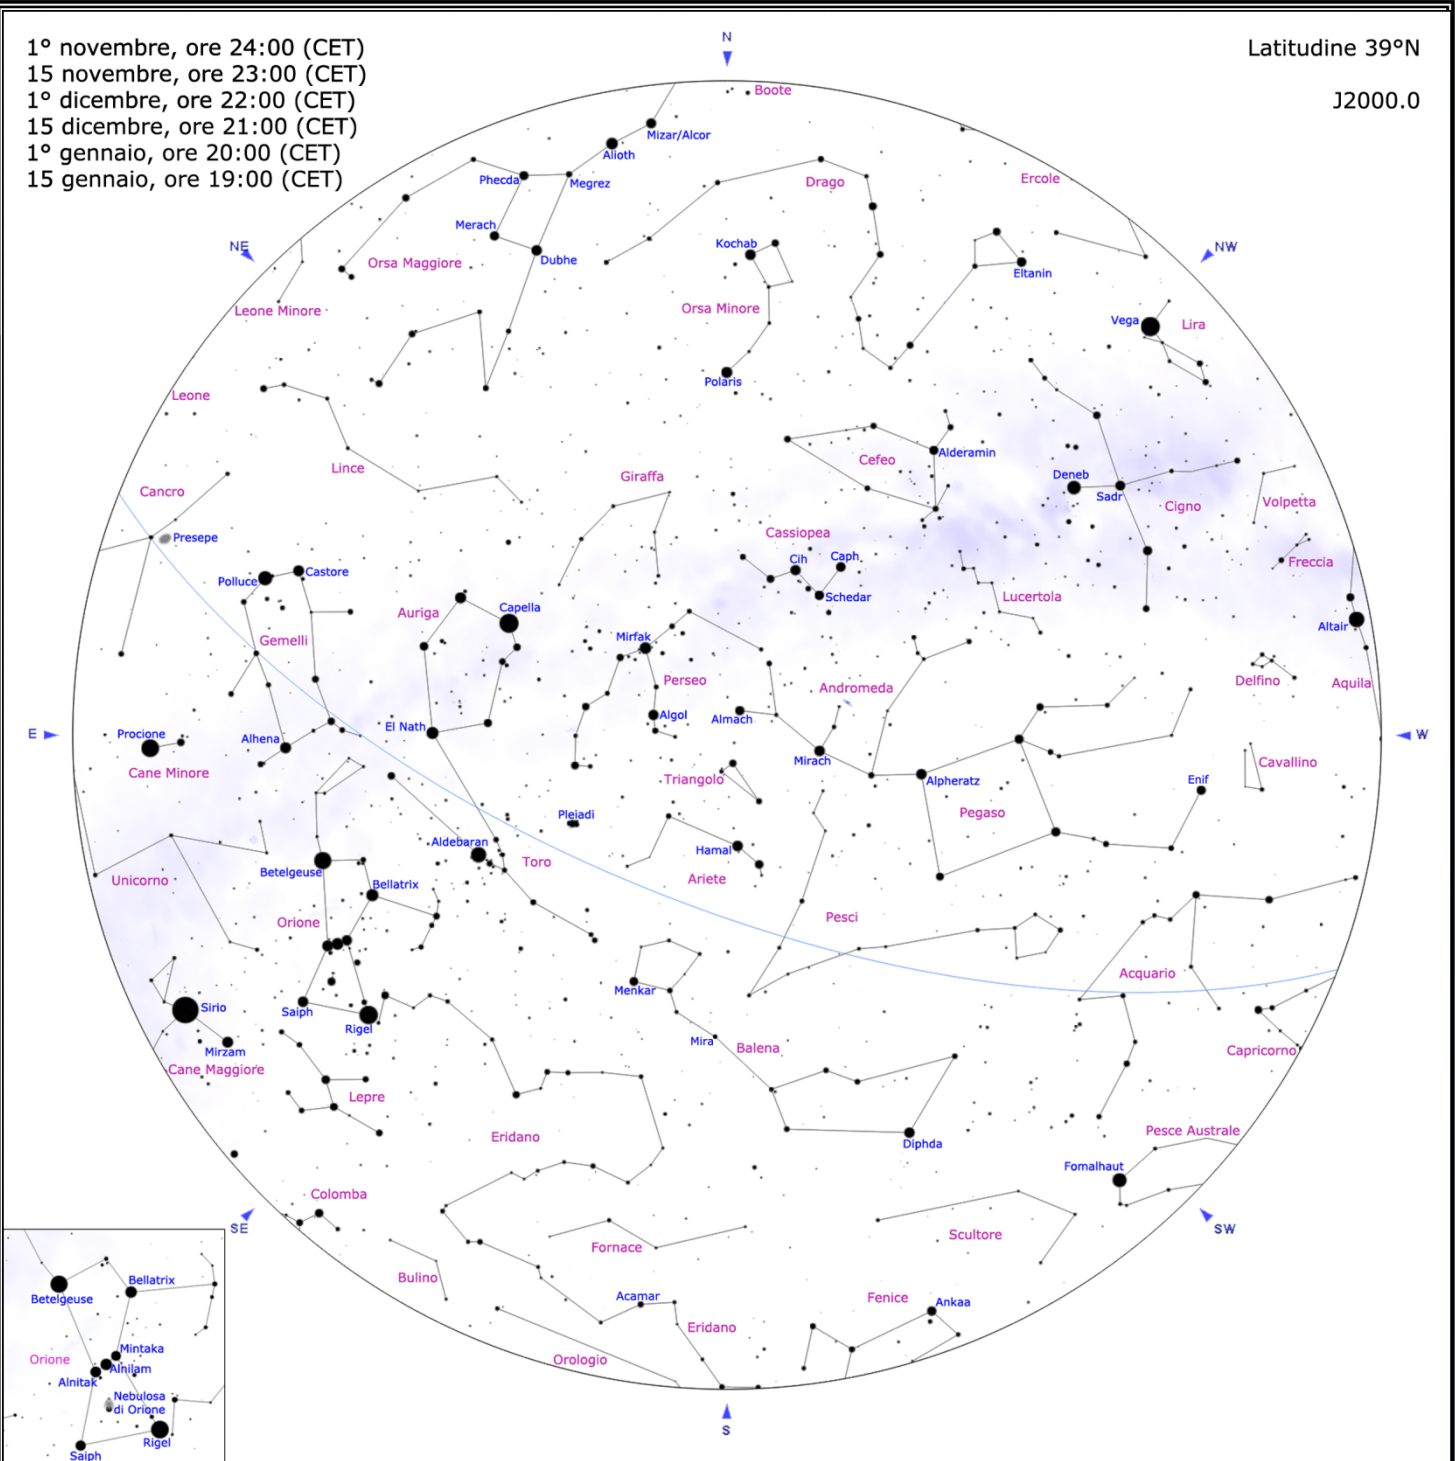 1° novembre, ore 24:00 (CET)
15 novembre, ore 23:00 (CET)
1° dicembre, ore 22:00 (CET)
15 dicembre, ore 21:00 (CET)
1° gennaio, ore 20:00 (CET)
15 gennaio, ore 19:00 (CET)
N
Latitudine 39°N
J2000.0
Boote
Mizar/Alcor
Alioth
Phecda
Megrez
Drago
Ercole
Merach
Kochab
NE
NW
Dubhe
Orsa Maggiore
Eltanin
Leone Minore
Orsa Minore
Vega
Lira
Polaris
Leone
Alderamin
Cefeo
Lince
Giraffa
Deneb
Sadr
Cigno
Volpetta
Cancro
Presepe
Cassiopea
Cih
Caph
Schedar
Freccia
Polluce
Castore
Lucertola
Auriga
Capella
Altair
Gemelli
Mirfak
Perseo
Andromeda
Delfino
Aquila
Algol
Almach
El Nath
E
Procione
Alhena
W
Cane Minore
Mirach
Triangolo
Alpheratz
Enif
Cavallino
Pleiadi
Pegaso
Aldebaran
Toro
Hamal
Ariete
Betelgeuse
Unicorno
Bellatrix
Orione
Pesci
Acquario
Menkar
Sirio
Saiph
Rigel
Mira
Balena
Mirzam
Cane Maggiore
Capricorno
Lepre
Eridano
Diphda
Pesce Australe
Fomalhaut
Colomba
SE
SW
Fornace
Scultore
Bulino
Acamar
Fenice
Ankaa
Eridano
Orologio
S
Bellatrix
Betelgeuse
Mintaka
Orione
Alnilam
Alnitak
Nebulosa
di Orione
Rigel
Saiph